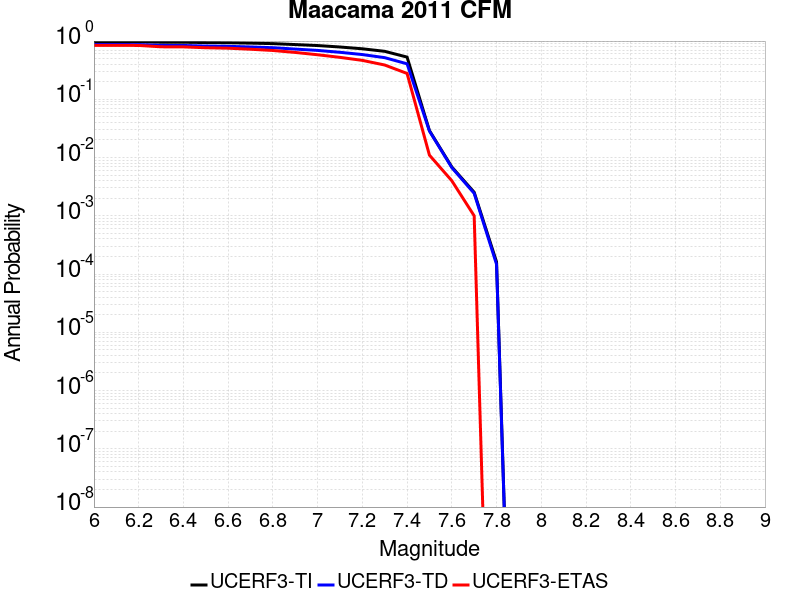 Maacama 2011 CFM
10^0
10^-1
10^-2
10^-3
10^-4
10^-5
10^-6
10^-7
10^-8
Annual Probability
6 6.2 6.4 6.6 6.8 7 7.2 7.4 7.6 7.8 8 8.2 8.4 8.6 8.8 9
Magnitude
UCERF3-TI UCERF3-TD UCERF3-ETAS